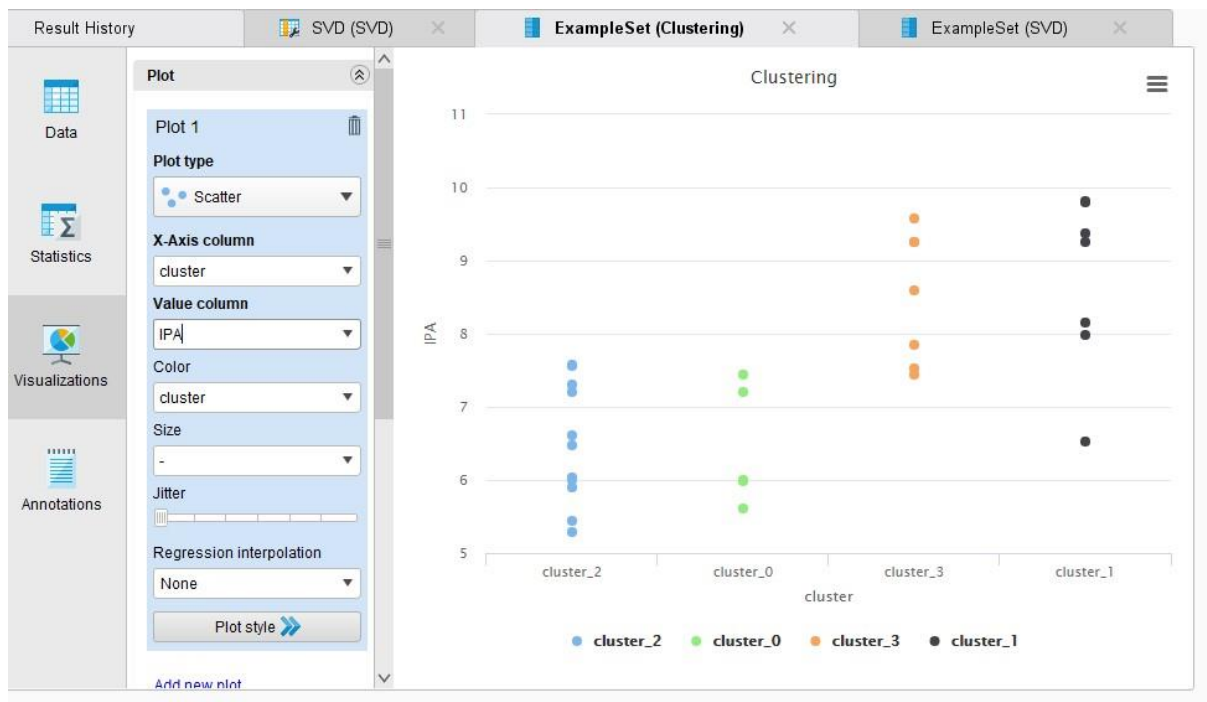 Result History
SVD (SVD)
ExampleSet (Clustering)
ExampleSet (SVD)
Data
Statistics
Visualizations
Annotations
Plot
Plot 1
Plot type
Scatter
X-Axis column
cluster
Value column
IPA
Color
cluster
Size
-
Jitter
Regression interpolation
None
Plot style
Add new plot
Clustering
11
10
9
8
7
6
5
IPA
cluster_2 cluster_0 cluster_3 cluster_1
cluster
cluster_2 cluster_0 cluster_3 cluster_1